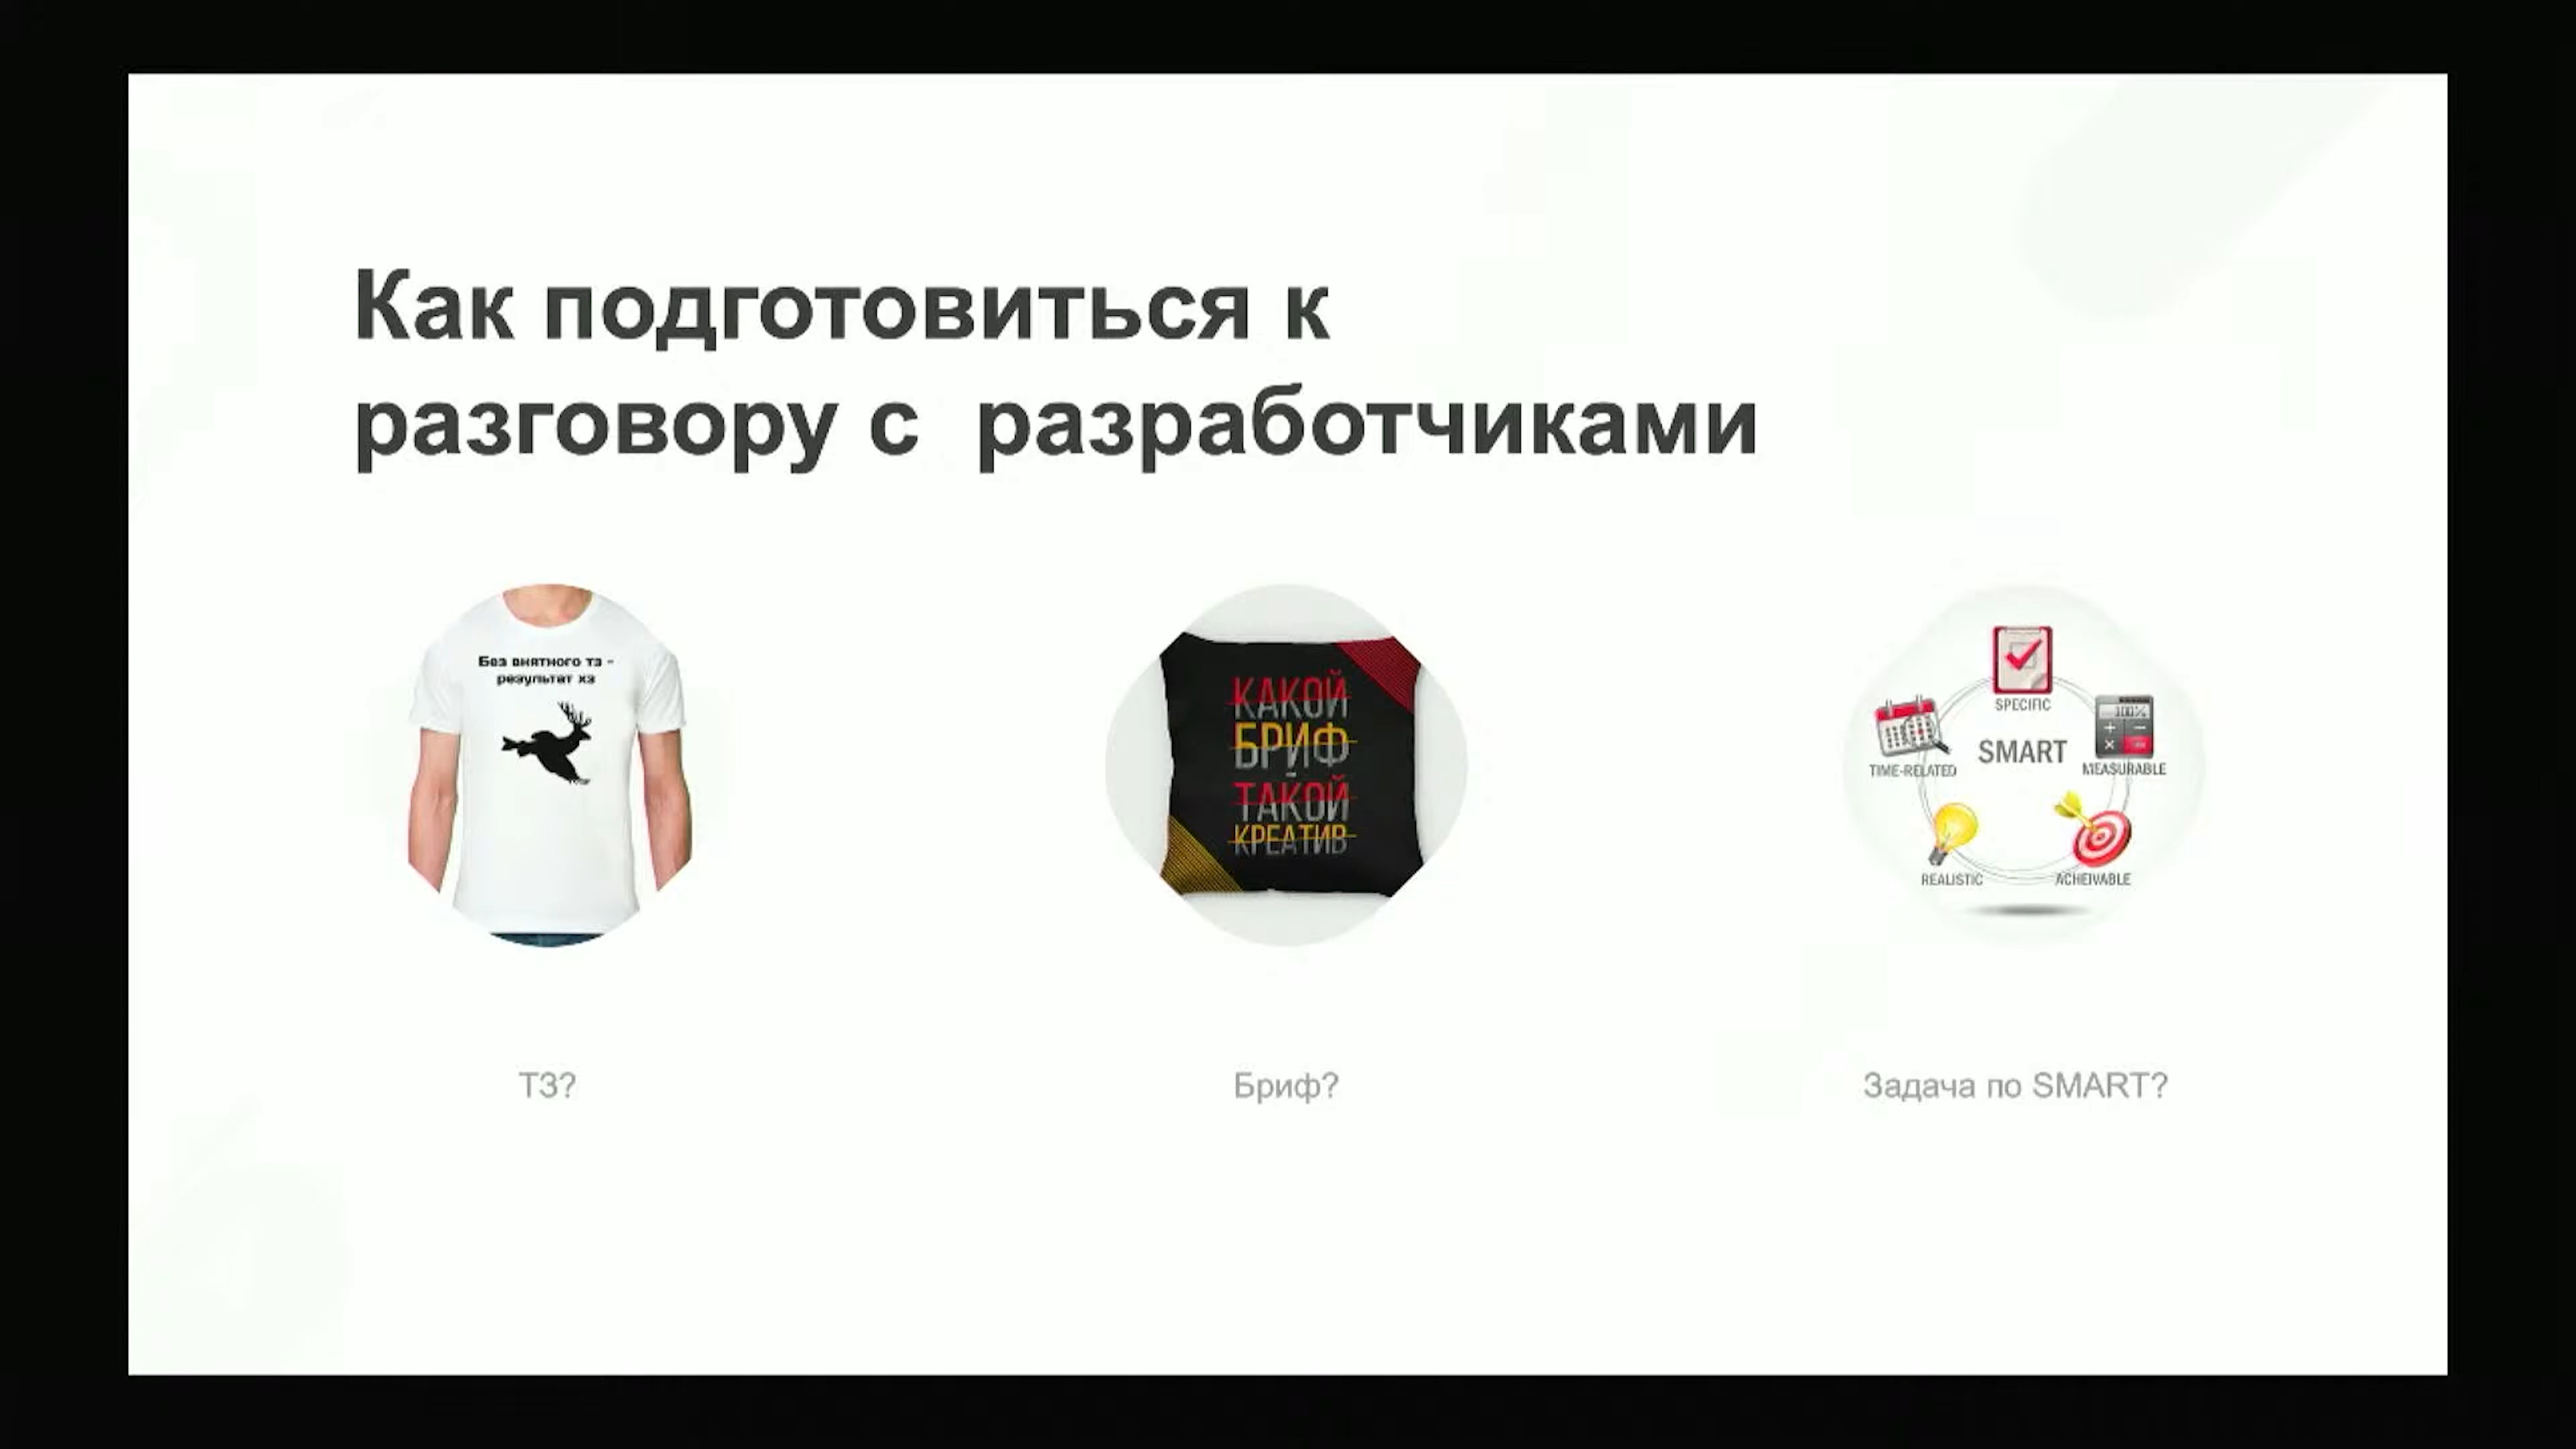 Как подготовиться к
разговору с разработчиками
Без внятного тз -
результат хз
КАКОЙ
БРИФ
-
ТАКОЙ
КРЕАТИВ
SPECIFIC
100%
SMART
TIME-RELATED
MEASURABLE
REALISTIC
ACHEIVABLE
ТЗ?
Бриф?
Задача по SMART?